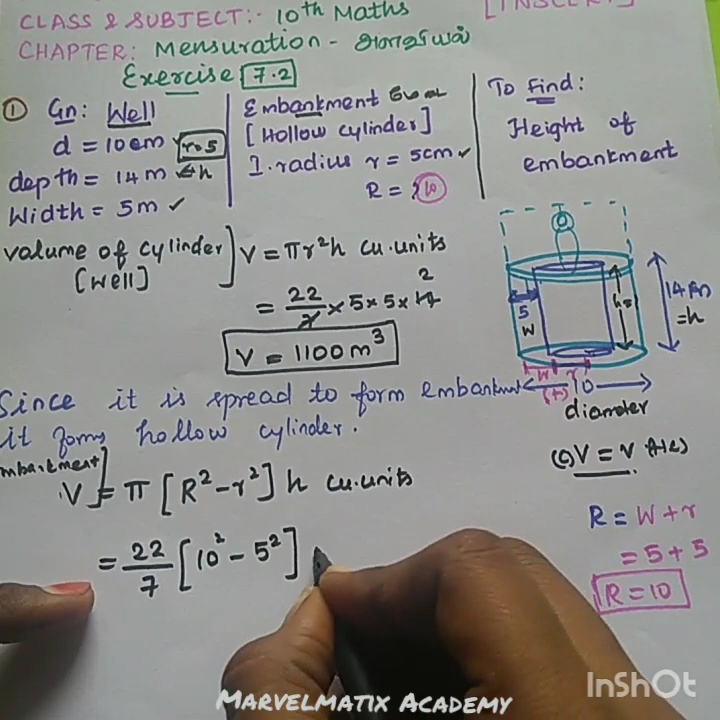 CLASS & SUBJECT:- 10th Maths
CHAPTER: Mensuration - அளவியல்
Exercise 7.2
① Gn: Well
d = 10cm r=5
depth = 14m h
Width = 5m ✓
Embankment
[Hollow cylinder]
I. radius r = 5cm ✓
R = 10
To Find:
Height of
embankment
volume of cylinder
[well]
V = πr²h cu.units
= 22/7 × 5 × 5 × 14 2
V = 1100m³
5
W
14m
=h
W r
10
diameter
Since it is spread to form embankment
it forms hollow cylinder.
V = π [R² - r²] h cu.units
= 22/7 [10² - 5²]
(C)V = V
R = W + r
= 5 + 5
R = 10
MARVELMATIX ACADEMY
INSHOT